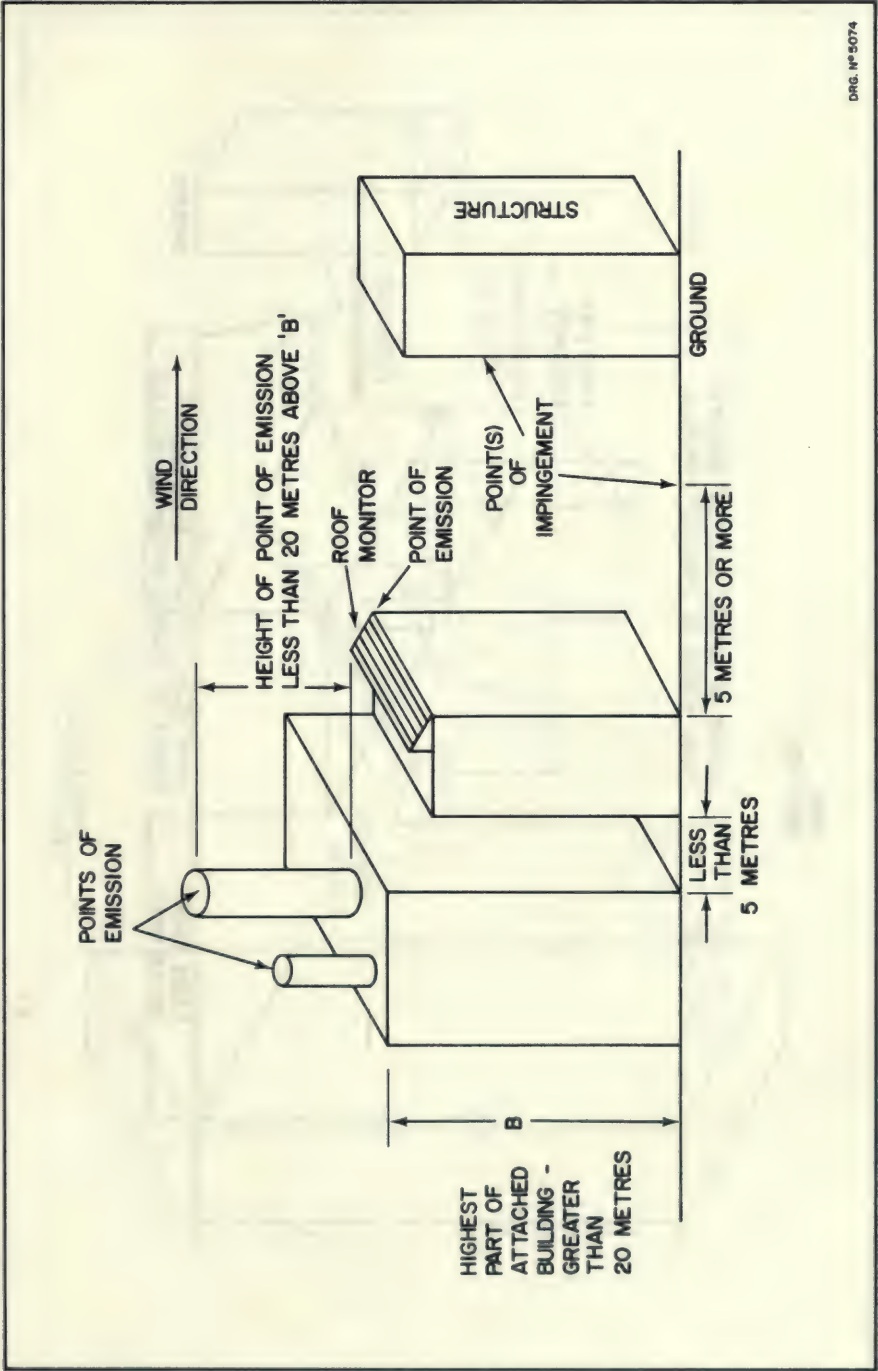 POINTS OF
EMISSION
WIND
DIRECTION
HEIGHT OF POINT OF EMISSION
LESS THAN 20 METRES ABOVE 'B'
ROOF
MONITOR
POINT OF
EMISSION
POINT(S)
OF
IMPINGEMENT
STRUCTURE
HIGHEST
PART OF
ATTACHED
BUILDING -
GREATER
THAN
20 METRES
B
LESS
THAN
5 METRES
5 METRES OR MORE
GROUND
DRG. Nº 5074